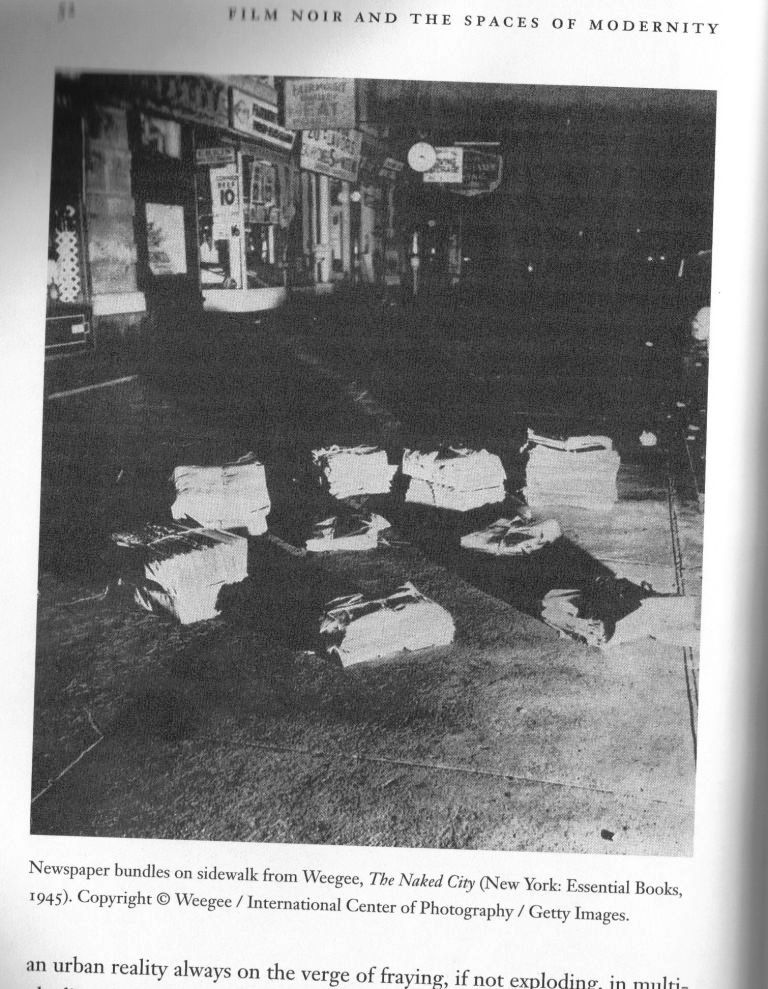 FILM NOIR AND THE SPACES OF MODERNITY
EAT
10
Newspaper bundles on sidewalk from Weegee, The Naked City (New York: Essential Books,
1945). Copyright © Weegee / International Center of Photography / Getty Images.
an urban reality always on the verge of fraying, if not exploding, in multi-